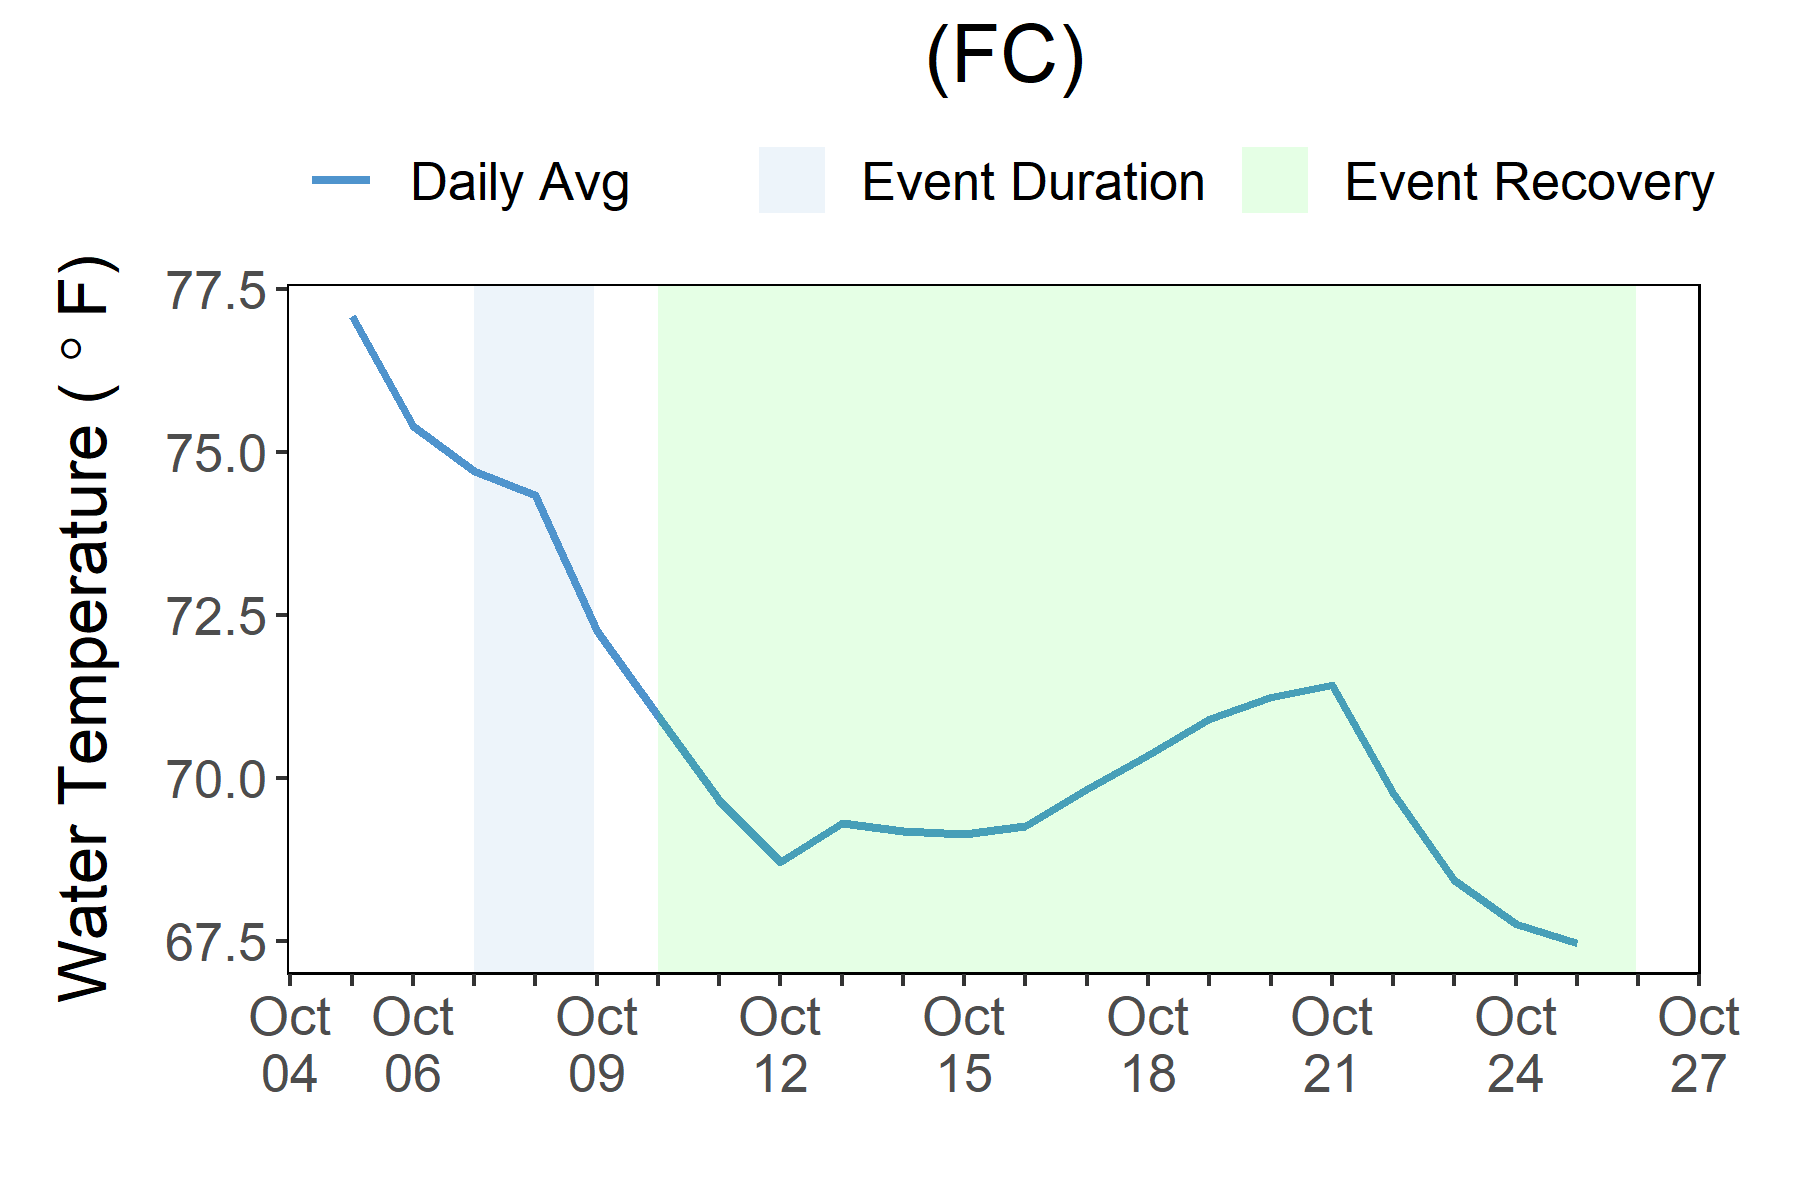 (FC)
Daily Avg
Event Duration
Event Recovery
Water Temperature ( ° F)
77.5
75.0
72.5
70.0
67.5
Oct 04
Oct 06
Oct 09
Oct 12
Oct 15
Oct 18
Oct 21
Oct 24
Oct 27